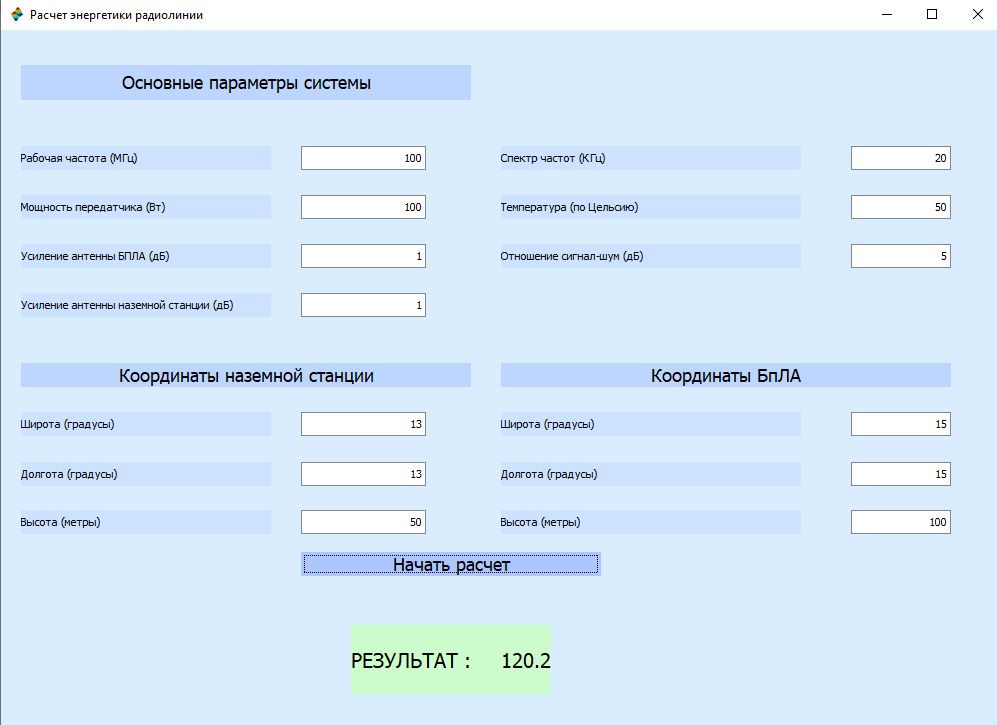 Расчет энергетики радиолинии
Основные параметры системы
Рабочая частота (МГц) 100 Спектр частот (КГц) 20
Мощность передатчика (Вт) 100 Температура (по Цельсию) 50
Усиление антенны БПЛА (дБ) 1 Отношение сигнал-шум (дБ) 5
Усиление антенны наземной станции (дБ) 1
Координаты наземной станции Координаты БпЛА
Широта (градусы) 13 Широта (градусы) 15
Долгота (градусы) 13 Долгота (градусы) 15
Высота (метры) 50 Высота (метры) 100
Начать расчет
РЕЗУЛЬТАТ : 120.2